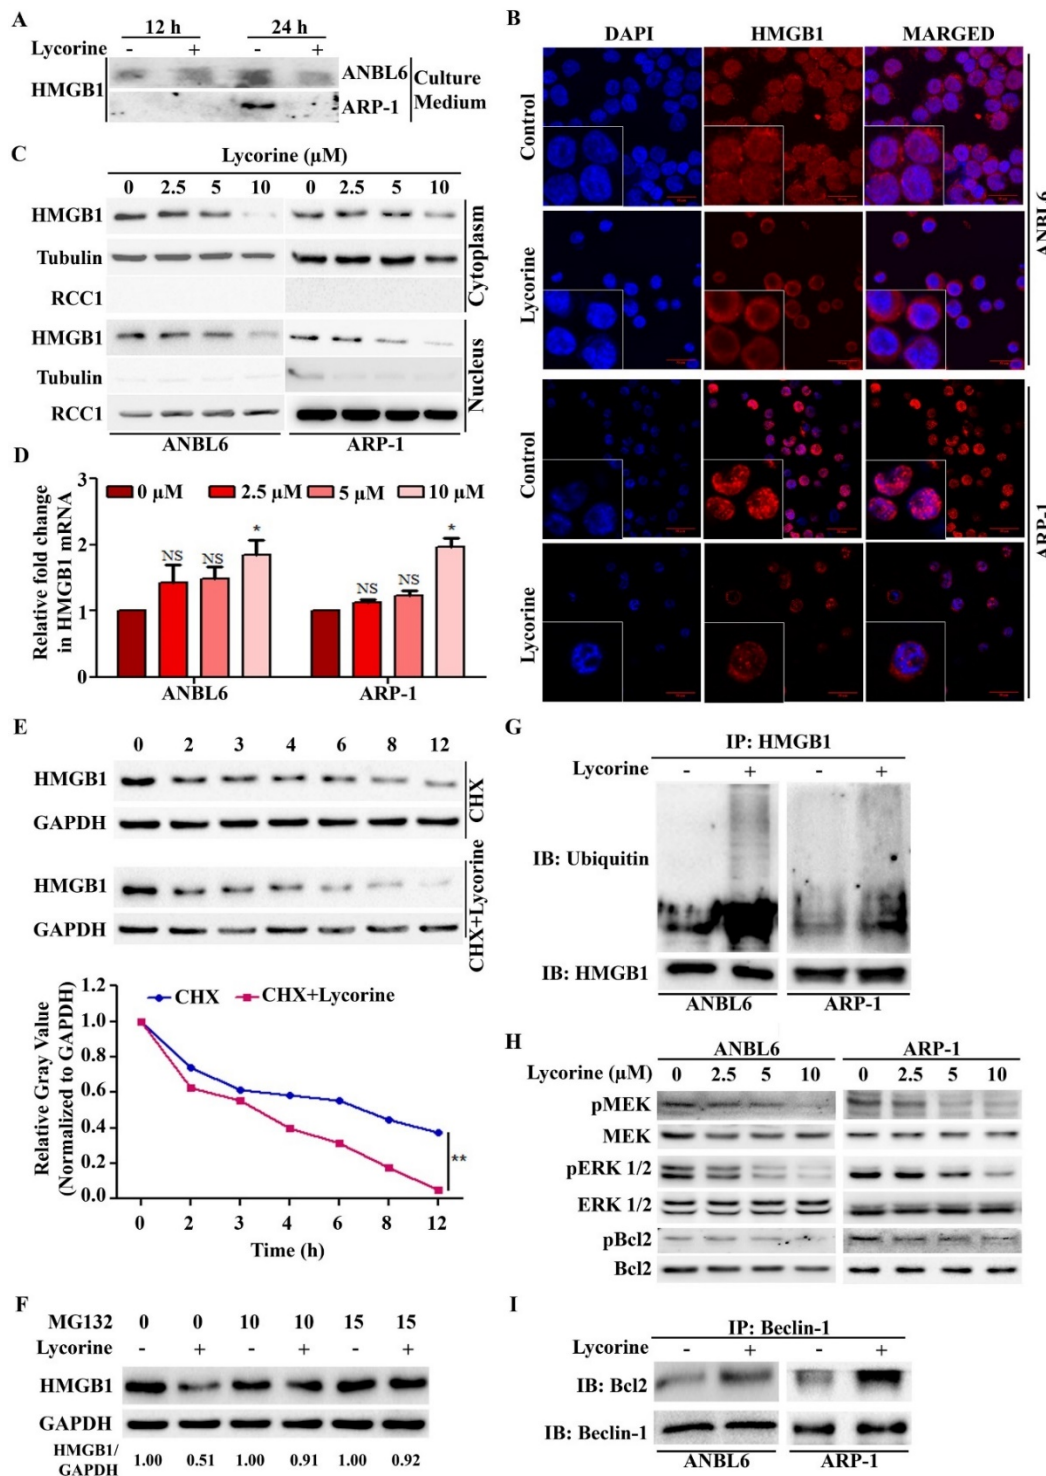 A
12 h 24 h
Lycorine - + - +
HMGB1
ANBL6
ARP-1
Culture
Medium
B
DAPI HMGB1 MARGED
Control
Lycorine
ANBL6
Control
Lycorine
ARP-1
C
Lycorine (µM)
0 2.5 5 10 0 2.5 5 10
HMGB1
Tubulin
RCC1
Cytoplasm
HMGB1
Tubulin
RCC1
Nucleus
ANBL6 ARP-1
D
Relative fold change
in HMGB1 mRNA
3
2
1
0
0 µM 2.5 µM 5 µM 10 µM
NS NS * NS NS *
ANBL6 ARP-1
E
0 2 3 4 6 8 12
HMGB1
GAPDH
CHX
HMGB1
GAPDH
CHX+Lycorine
CHX CHX+Lycorine
Relative Gray Value
(Normalized to GAPDH)
1.2
1.0
0.8
0.6
0.4
0.2
0.0
**
0 2 3 4 6 8 12
Time (h)
F
MG132 0 0 10 10 15 15
Lycorine - + - + - +
HMGB1
GAPDH
HMGB1/
GAPDH 1.00 0.51 1.00 0.91 1.00 0.92
G
IP: HMGB1
Lycorine - + - +
IB: Ubiquitin
IB: HMGB1
ANBL6 ARP-1
H
ANBL6 ARP-1
Lycorine (µM) 0 2.5 5 10 0 2.5 5 10
pMEK
MEK
pERK 1/2
ERK 1/2
pBcl2
Bcl2
I
IP: Beclin-1
Lycorine - + - +
IB: Bcl2
IB: Beclin-1
ANBL6 ARP-1